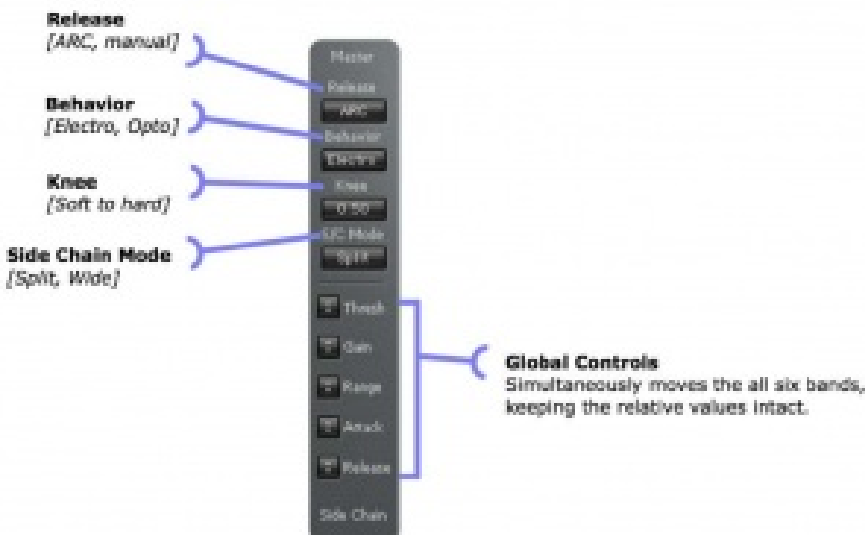 Release
[ARC, manual]
Behavior
[Electro, Opto]
Knee
[Soft to hard]
Side Chain Mode
[Split, Wide]
Master
Release
ARC
Behavior
Electro
Knee
0.50
S/C Mode
Split
Thresh
Gain
Range
Attack
Release
Side Chain
Global Controls
Simultaneously moves the all six bands,
keeping the relative values intact.